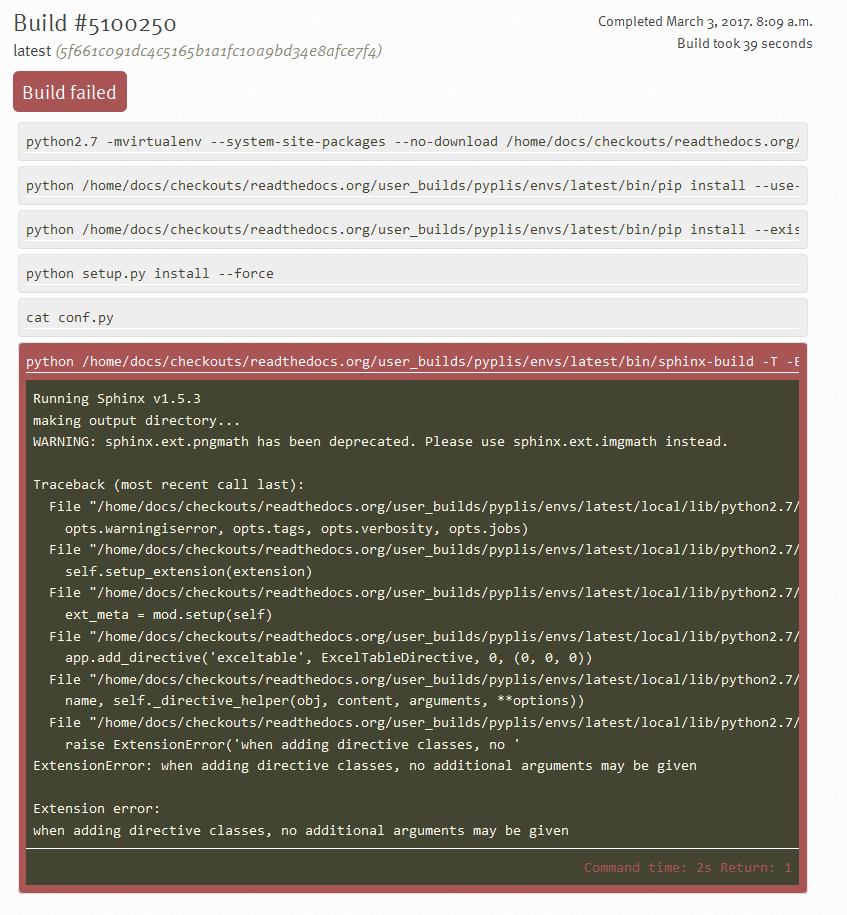 Build #5100250
Completed March 3, 2017. 8:09 a.m.
latest (5f661c091dc4c5165b1a1fc10a9bd34e8afce7f4)
Build took 39 seconds
Build failed
python2.7 -mvirtualenv --system-site-packages --no-download /home/docs/checkouts/readthedocs.org/
python /home/docs/checkouts/readthedocs.org/user_builds/pyplis/envs/latest/bin/pip install --use-
python /home/docs/checkouts/readthedocs.org/user_builds/pyplis/envs/latest/bin/pip install --exis
python setup.py install --force
cat conf.py
python /home/docs/checkouts/readthedocs.org/user_builds/pyplis/envs/latest/bin/sphinx-build -T -E
Running Sphinx v1.5.3
making output directory...
WARNING: sphinx.ext.pngmath has been deprecated. Please use sphinx.ext.imgmath instead.
Traceback (most recent call last):
File "/home/docs/checkouts/readthedocs.org/user_builds/pyplis/envs/latest/local/lib/python2.7/
opts.warningiserror, opts.tags, opts.verbosity, opts.jobs)
File "/home/docs/checkouts/readthedocs.org/user_builds/pyplis/envs/latest/local/lib/python2.7/
self.setup_extension(extension)
File "/home/docs/checkouts/readthedocs.org/user_builds/pyplis/envs/latest/local/lib/python2.7/
ext_meta = mod.setup(self)
File "/home/docs/checkouts/readthedocs.org/user_builds/pyplis/envs/latest/local/lib/python2.7/
app.add_directive('exceltable', ExcelTableDirective, 0, (0, 0, 0))
File "/home/docs/checkouts/readthedocs.org/user_builds/pyplis/envs/latest/local/lib/python2.7/
name, self._directive_helper(obj, content, arguments, **options))
File "/home/docs/checkouts/readthedocs.org/user_builds/pyplis/envs/latest/local/lib/python2.7/
raise ExtensionError('when adding directive classes, no '
ExtensionError: when adding directive classes, no additional arguments may be given
Extension error:
when adding directive classes, no additional arguments may be given
Command time: 2s Return: 1